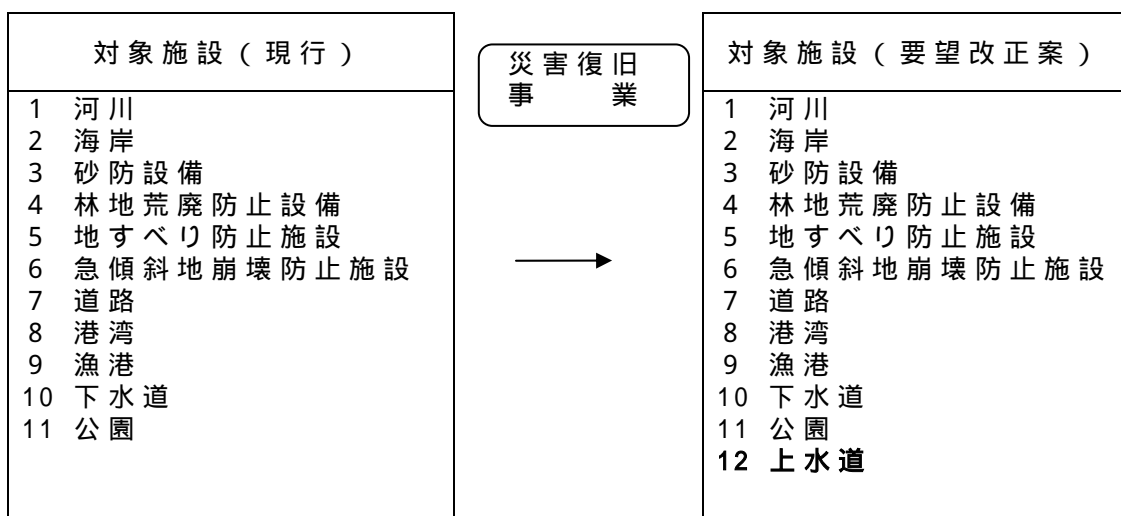 対象施設（現行）
1 河川
2 海岸
3 砂防設備
4 林地荒廃防止設備
5 地すべり防止施設
6 急傾斜地崩壊防止施設
7 道路
8 港湾
9 漁港
10 下水道
11 公園
災害復旧
事業
対象施設（要望改正案）
1 河川
2 海岸
3 砂防設備
4 林地荒廃防止設備
5 地すべり防止施設
6 急傾斜地崩壊防止施設
7 道路
8 港湾
9 漁港
10 下水道
11 公園
12 上水道